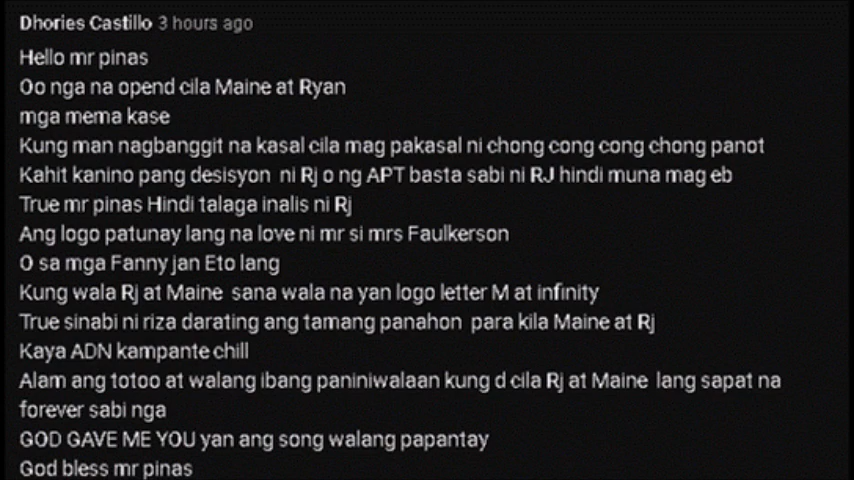 Dhories Castillo 3 hours ago
Hello mr pinas
Oo nga na opend cila Maine at Ryan
mga mema kase
Kung man nagbanggit na kasal cila mag pakasal ni chong cong cong chong panot
Kahit kanino pang desisyon ni Rj o ng APT basta sabi ni RJ hindi muna mag eb
True mr pinas Hindi talaga inalis ni Rj
Ang logo patunay lang na love ni mr si mrs Faulkerson
O sa mga Fanny jan Eto lang
Kung wala Rj at Maine sana wala na yan logo letter M at infinity
True sinabi ni riza darating ang tamang panahon para kila Maine at Rj
Kaya ADN kampante chill
Alam ang totoo at walang ibang paniniwalaan kung d cila Rj at Maine lang sapat na
forever sabi nga
GOD GAVE ME YOU yan ang song walang papantay
God bless mr pinas